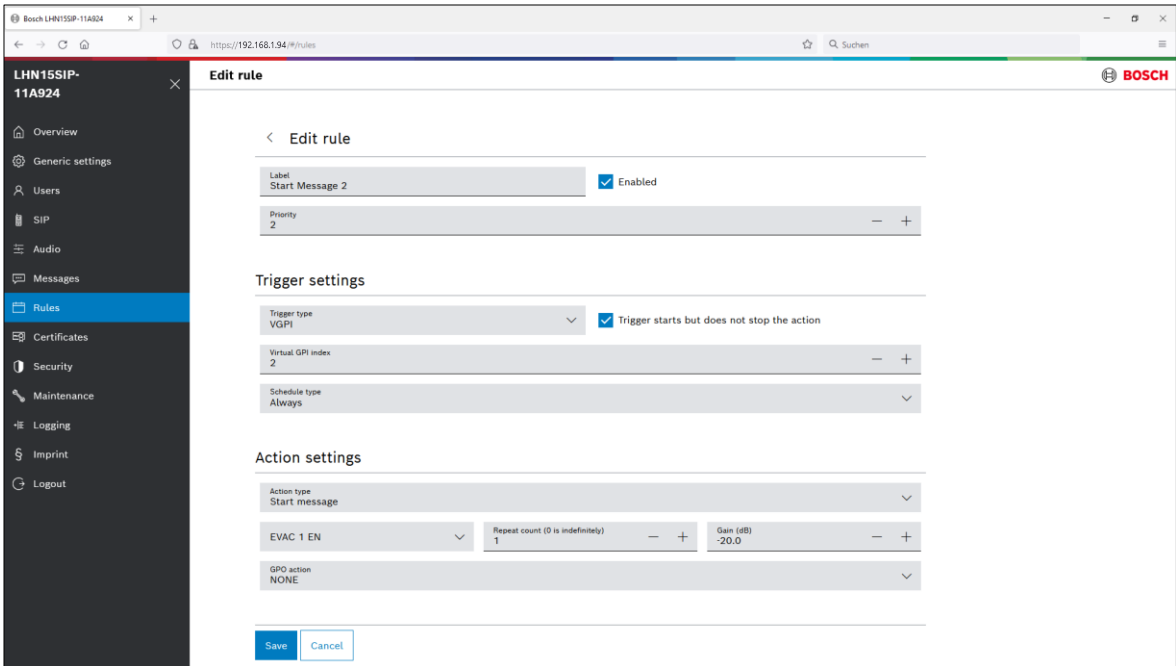 Bosch LHN15SIP-11A924
https://192.168.1.94/#/rules
Suchen
LHN15SIP-
11A924
Edit rule
BOSCH
Overview
Generic settings
Users
SIP
Audio
Messages
Rules
Certificates
Security
Maintenance
Logging
§ Imprint
Logout
Edit rule
Label
Start Message 2
Enabled
Priority
2
Trigger settings
Trigger type
VGPI
Trigger starts but does not stop the action
Virtual GPI index
2
Schedule type
Always
Action settings
Action type
Start message
EVAC 1 EN
Repeat count (0 is indefinitely)
1
Gain (dB)
-20.0
GPO action
NONE
Save
Cancel